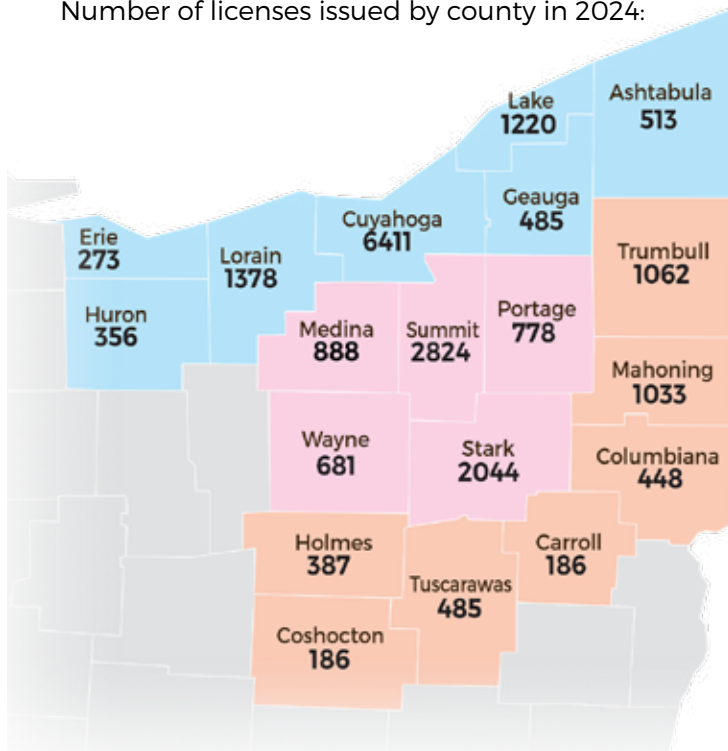 Number of licenses issued by county in 2024:
Lake
1220
Ashtabula
513
Geauga
485
Cuyahoga
6411
Erie
273
Lorain
1378
Trumbull
1062
Huron
356
Medina
888
Summit
2824
Portage
778
Mahoning
1033
Wayne
681
Stark
2044
Columbiana
448
Holmes
387
Carroll
186
Tuscarawas
485
Coshocton
186